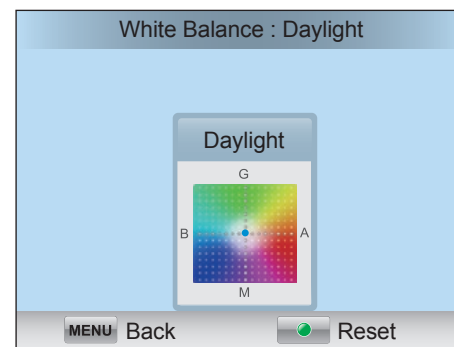 White Balance : Daylight
Daylight
G
B A
M
MENU Back Reset